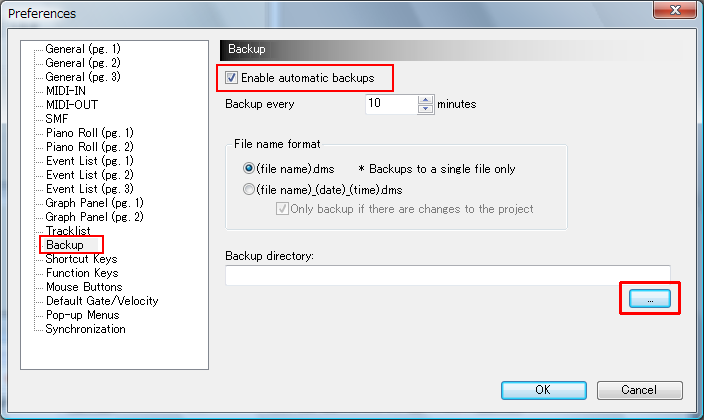 Preferences
General (pg. 1)
General (pg. 2)
General (pg. 3)
MIDI-IN
MIDI-OUT
SMF
Piano Roll (pg. 1)
Piano Roll (pg. 2)
Event List (pg. 1)
Event List (pg. 2)
Event List (pg. 3)
Graph Panel (pg. 1)
Graph Panel (pg. 2)
Tracklist
Backup
Shortcut Keys
Function Keys
Mouse Buttons
Default Gate/Velocity
Pop-up Menus
Synchronization
Backup
Enable automatic backups
Backup every 10 minutes
File name format
(file name).dms * Backups to a single file only
(file name)_(date)_(time).dms
Only backup if there are changes to the project
Backup directory:
...
OK Cancel